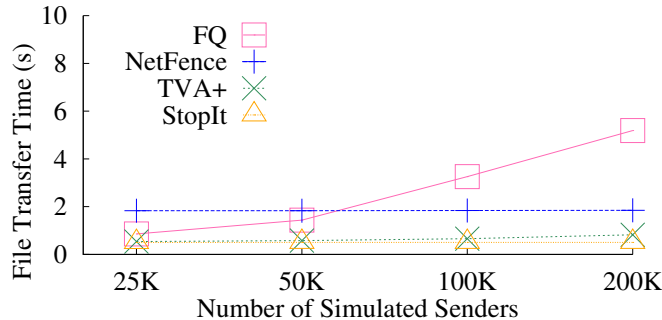 File Transfer Time (s)
10
8
6
4
2
0
FQ
NetFence
TVA+
StopIt
25K 50K 100K 200K
Number of Simulated Senders